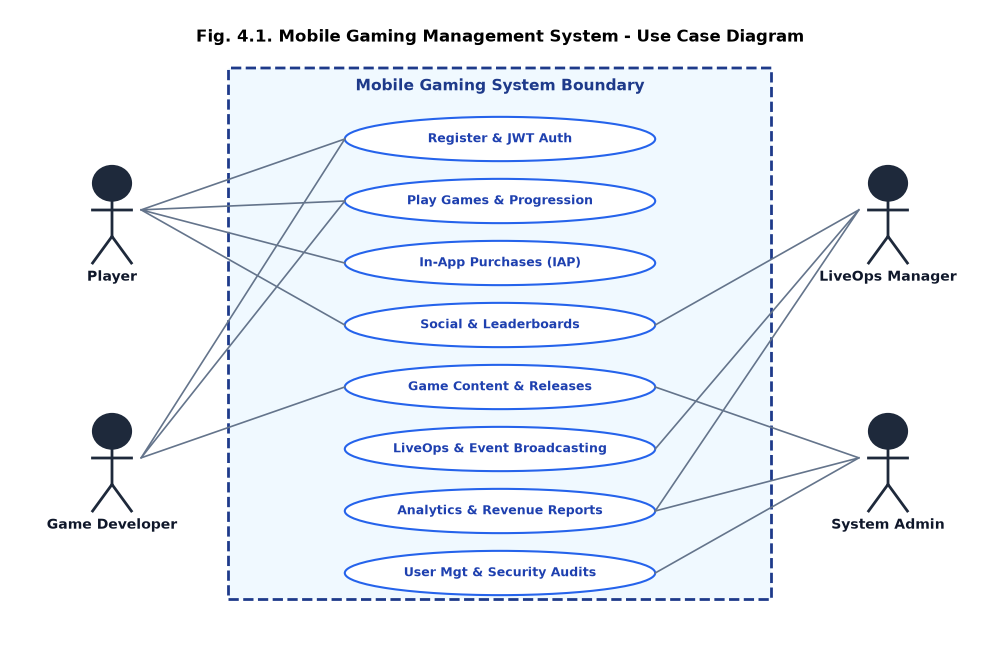 Fig. 4.1. Mobile Gaming Management System - Use Case Diagram
Mobile Gaming System Boundary
Register & JWT Auth
Play Games & Progression
In-App Purchases (IAP)
Social & Leaderboards
Game Content & Releases
LiveOps & Event Broadcasting
Analytics & Revenue Reports
User Mgt & Security Audits
Player
Game Developer
LiveOps Manager
System Admin